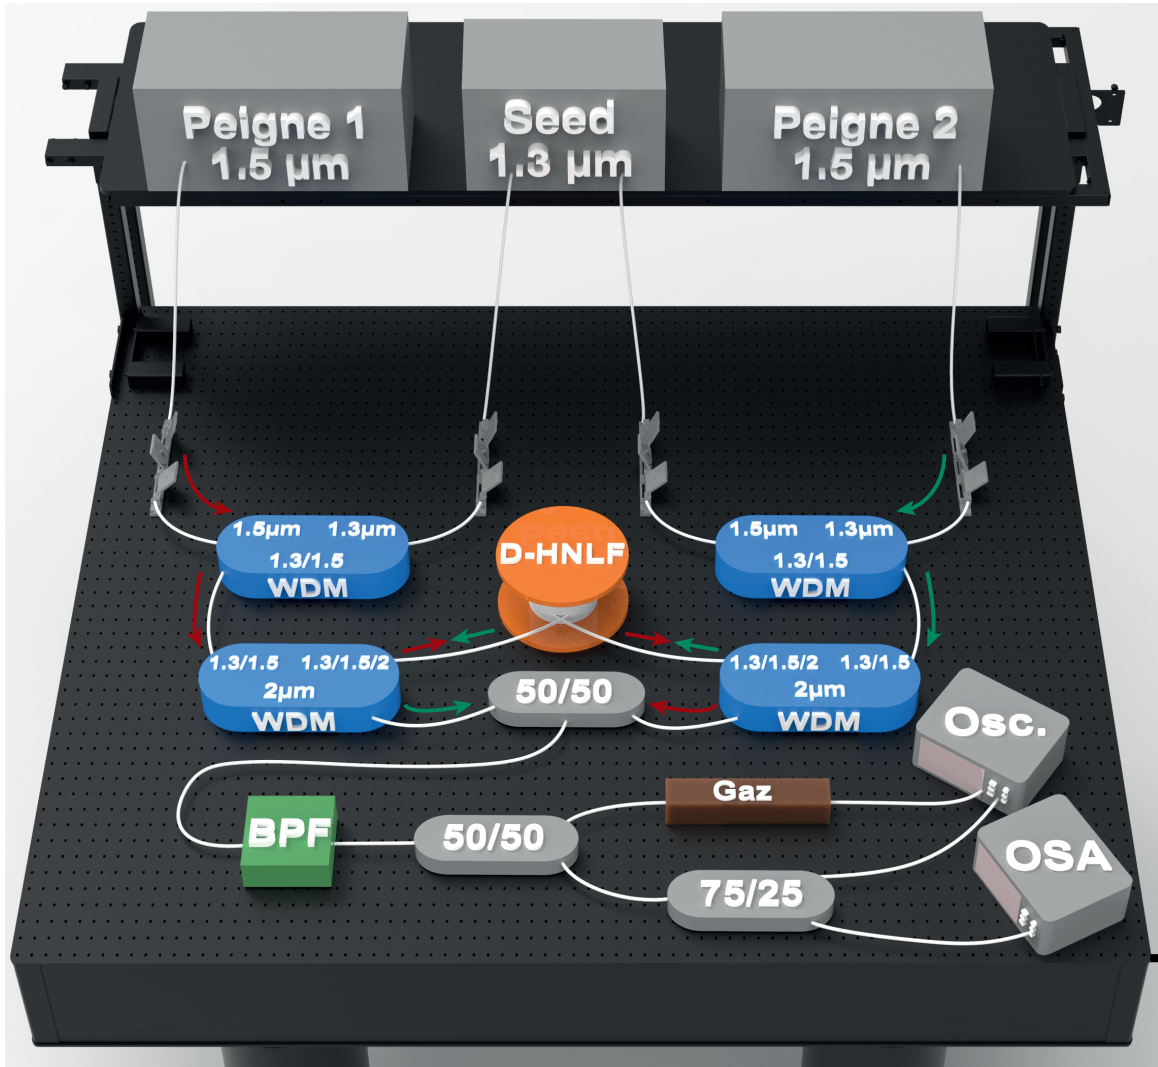 Peigne 1
1.5 µm
Seed
1.3 µm
Peigne 2
1.5 µm
1.5µm 1.3µm
1.3/1.5
WDM
D-HNLF
1.5µm 1.3µm
1.3/1.5
WDM
1.3/1.5 1.3/1.5/2
2µm
WDM
50/50
1.3/1.5/2 1.3/1.5
2µm
WDM
Osc.
Gaz
BPF
50/50
75/25
OSA